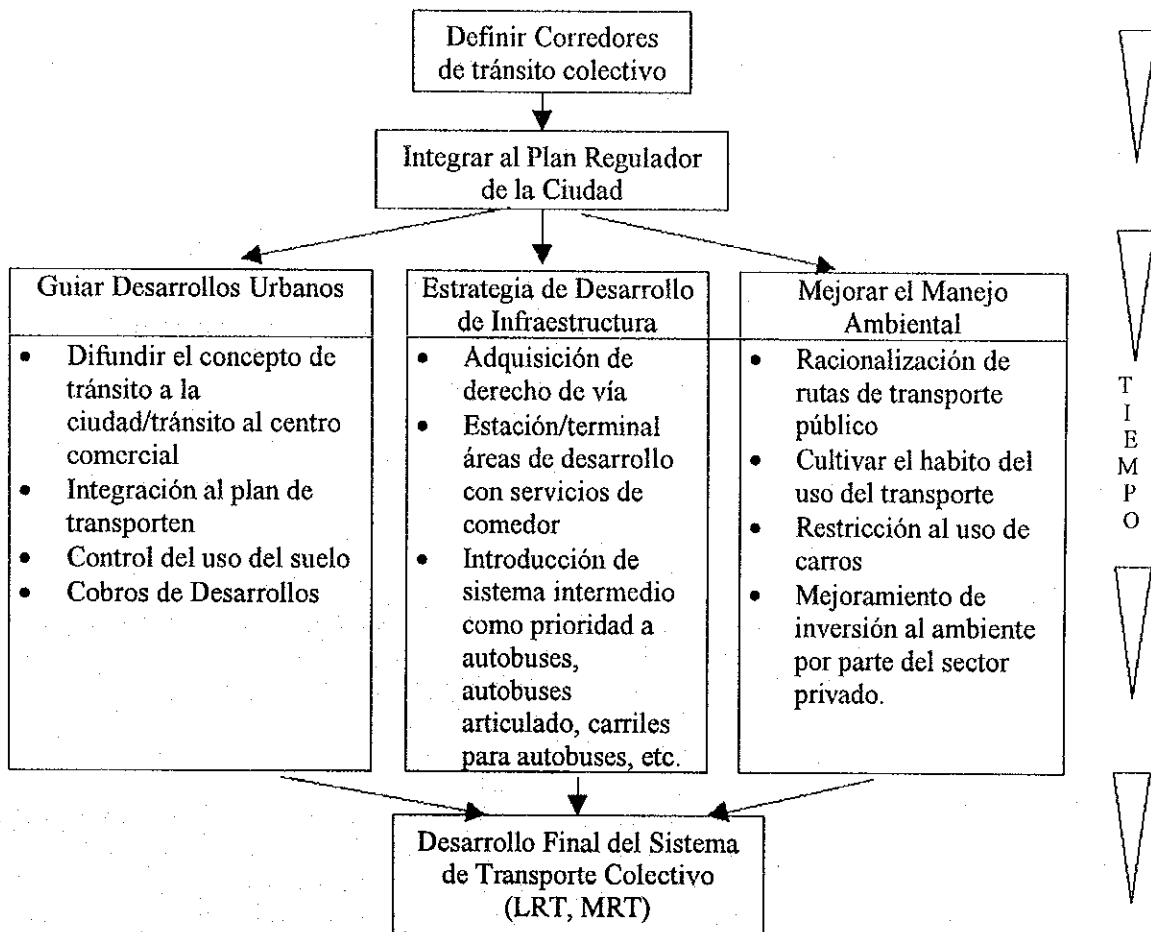 Definir Corredores
de tránsito colectivo
Integrar al Plan Regulador
de la Ciudad
Guiar Desarrollos Urbanos
• Difundir el concepto de
tránsito a la
ciudad/tránsito al centro
comercial
• Integración al plan de
transporten
• Control del uso del suelo
• Cobros de Desarrollos
Estrategia de Desarrollo
de Infraestructura
• Adquisición de
derecho de vía
• Estación/terminal
áreas de desarrollo
con servicios de
comedor
• Introducción de
sistema intermedio
como prioridad a
autobuses,
autobuses
articulado, carriles
para autobuses, etc.
Mejorar el Manejo
Ambiental
• Racionalización de
rutas de transporte
público
• Cultivar el habito del
uso del transporte
• Restricción al uso de
carros
• Mejoramiento de
inversión al ambiente
por parte del sector
privado.
T
I
E
M
P
O
Desarrollo Final del Sistema
de Transporte Colectivo
(LRT, MRT)